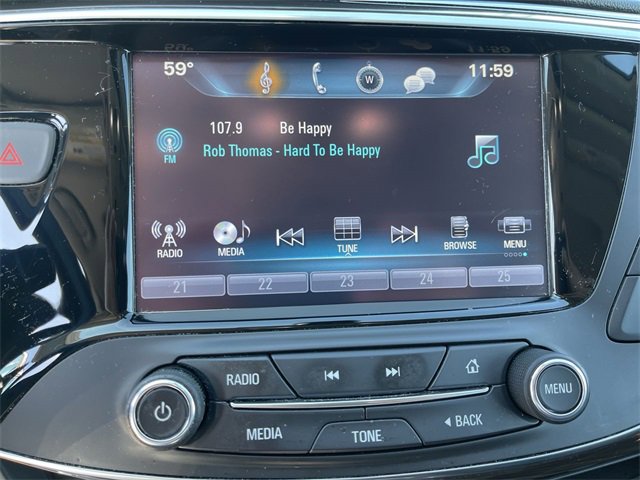 59° W 11:59
107.9 Be Happy
FM Rob Thomas - Hard To Be Happy
RADIO MEDIA TUNE BROWSE MENU
21 22 23 24 25
RADIO
MENU
MEDIA TONE BACK